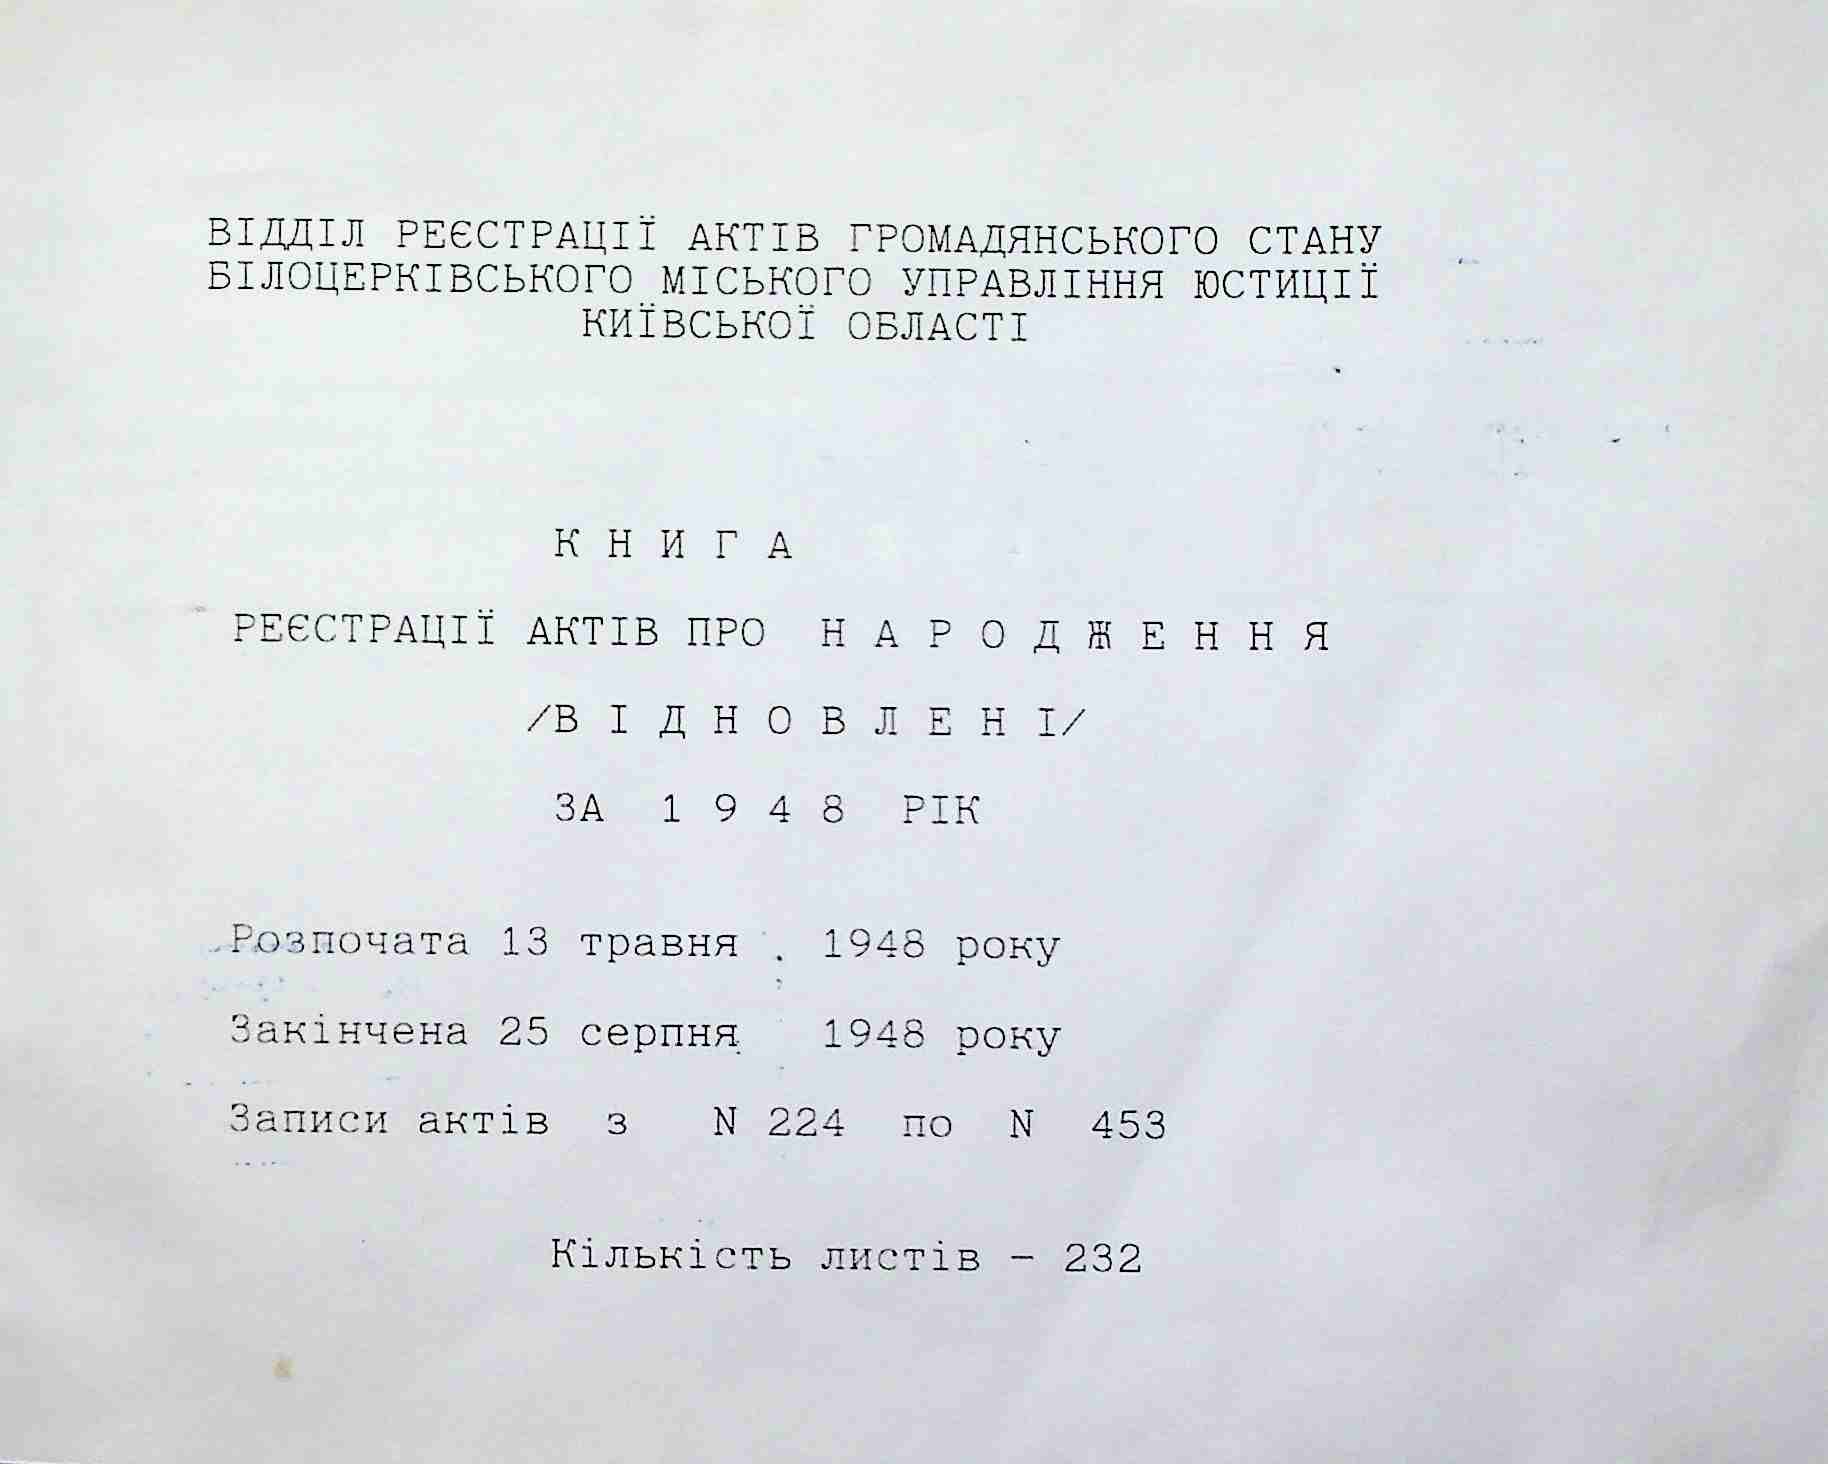 ВІДДІЛ РЕЄСТРАЦІЇ АКТІВ ГРОМАДЯНСЬКОГО СТАНУ
БІЛОЦЕРКІВСЬКОГО МІСЬКОГО УПРАВЛІННЯ ЮСТИЦІЇ
КИЇВСЬКОЇ ОБЛАСТІ
К Н И Г А
РЕЄСТРАЦІЇ АКТІВ ПРО Н А Р О Д Ж Е Н Н Я
/В І Д Н О В Л Е Н І/
ЗА 1 9 4 8 РІК
Розпочата 13 травня 1948 року
Закінчена 25 серпня 1948 року
Записи актів з N 224 по N 453
Кількість листів - 232